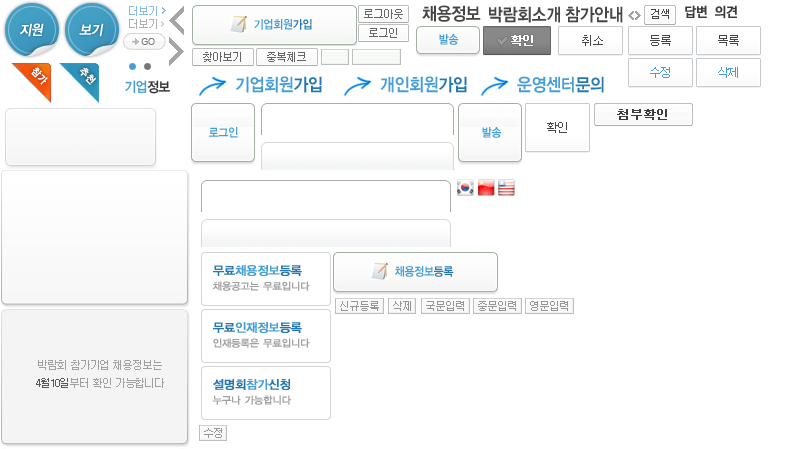 지원
보기
더보기
더보기
GO
참가
추천
기업정보
기업회원가입
로그아웃
로그인
찾아보기
중복체크
채용정보
박람회소개
참가안내
검색
답변
의견
발송
확인
취소
등록
목록
수정
삭제
기업회원가입
개인회원가입
운영센터문의
로그인
발송
확인
첨부확인
무료채용정보등록
채용공고는 무료입니다
채용정보등록
신규등록
삭제
국문입력
중문입력
영문입력
무료인재정보등록
인재등록은 무료입니다
설명회참가신청
누구나 가능합니다
수정
박람회 참가기업 채용정보는
4월10일부터 확인 가능합니다